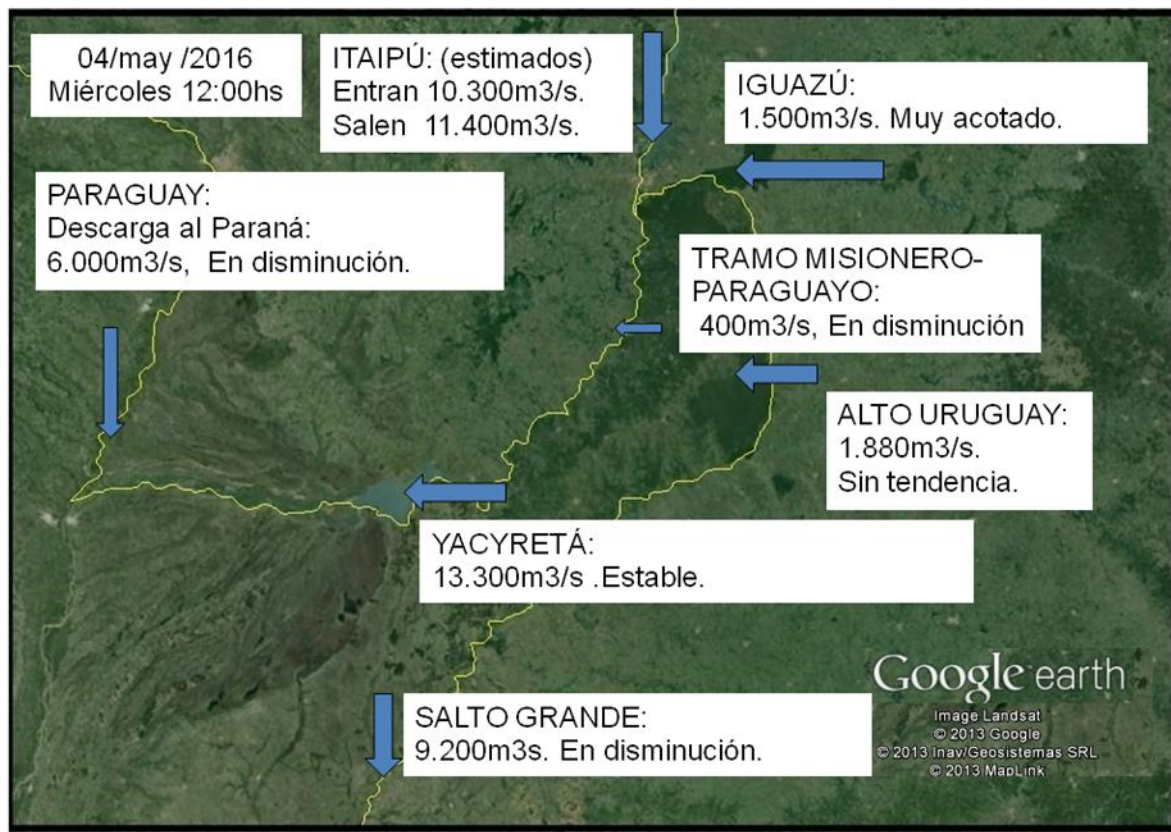 04/may /2016
Miércoles 12:00hs
ITAIPÚ: (estimados)
Entran 10.300m3/s.
Salen  11.400m3/s.
IGUAZÚ:
1.500m3/s. Muy acotado.
PARAGUAY:
Descarga al Paraná:
6.000m3/s,  En disminución.
TRAMO MISIONERO-
PARAGUAYO:
400m3/s, En disminución
ALTO URUGUAY:
1.880m3/s.
Sin tendencia.
YACYRETÁ:
13.300m3/s .Estable.
SALTO GRANDE:
9.200m3s. En disminución.
Google earth
Image Landsat
© 2013 Google
© 2013 Inav/Geosistemas SRL
© 2013 MapLink